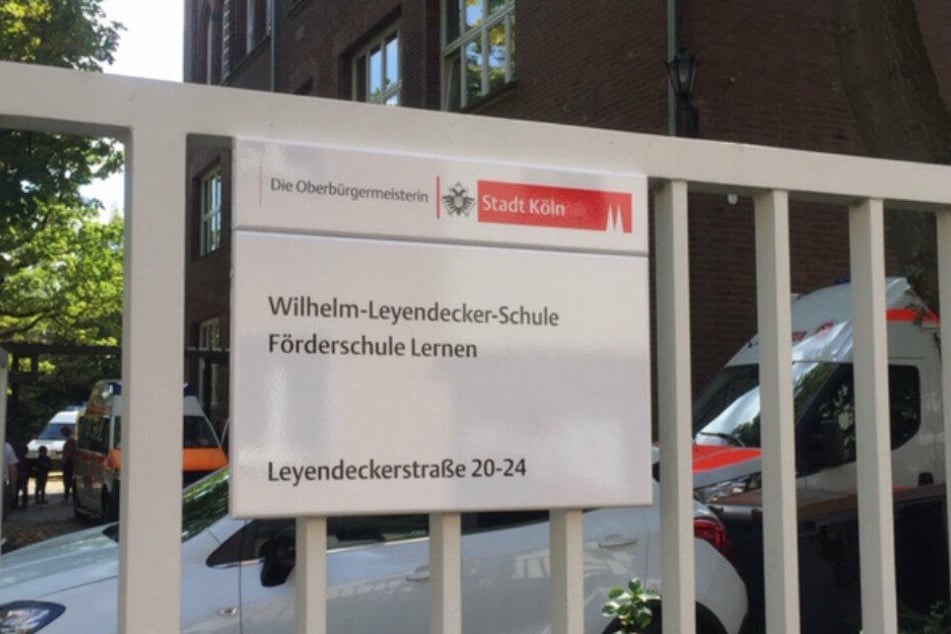 Die Oberbürgermeisterin Stadt Köln
Wilhelm-Leyendecker-Schule
Förderschule Lernen
Leyendeckerstraße 20-24